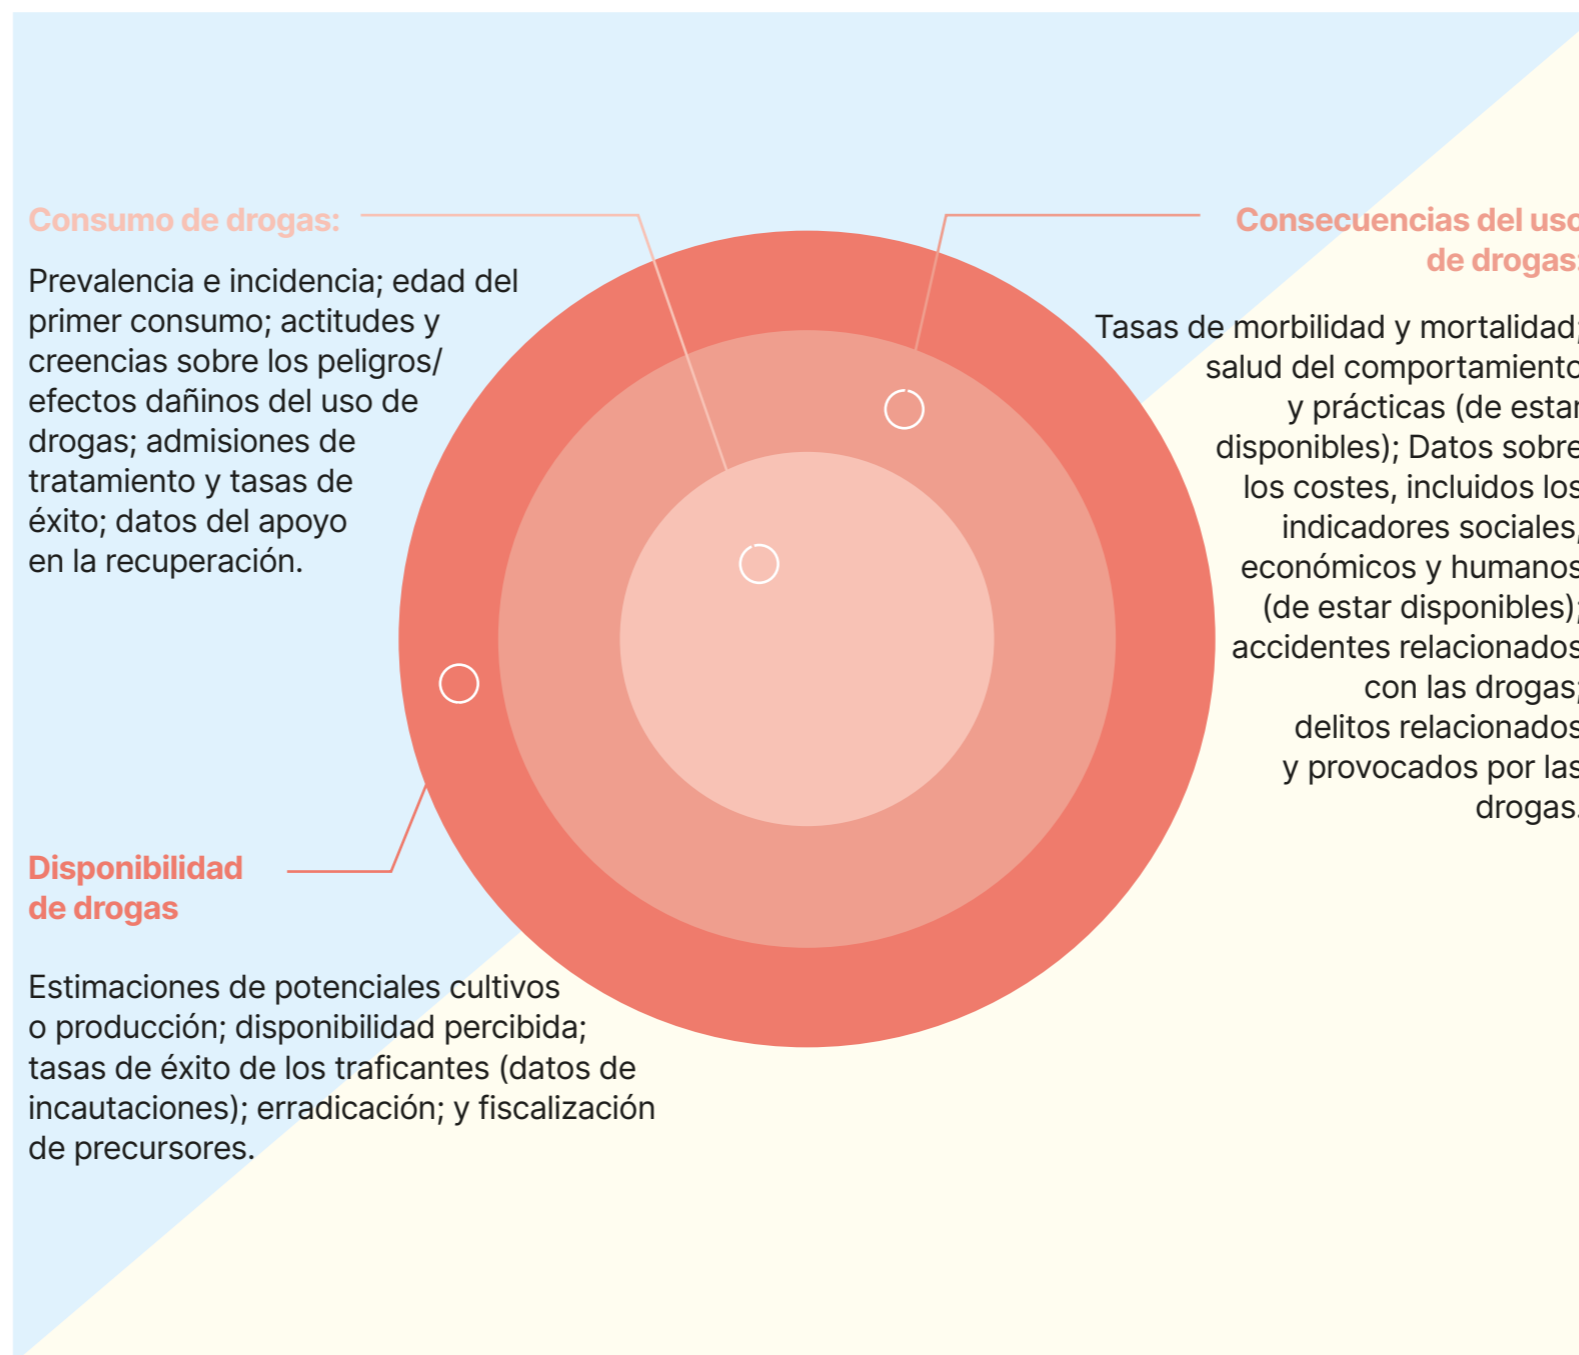 Consumo de drogas:
Prevalencia e incidencia; edad del
primer consumo; actitudes y
creencias sobre los peligros/
efectos dañinos del uso de
drogas; admisiones de
tratamiento y tasas de
éxito; datos del apoyo
en la recuperación.
Consecuencias del uso
de drogas:
Tasas de morbilidad y mortalidad;
salud del comportamiento
y prácticas (de estar
disponibles); Datos sobre
los costes, incluidos los
indicadores sociales,
económicos y humanos
(de estar disponibles);
accidentes relacionados
con las drogas;
delitos relacionados
y provocados por las
drogas.
Disponibilidad
de drogas
Estimaciones de potenciales cultivos
o producción; disponibilidad percibida;
tasas de éxito de los traficantes (datos de
incautaciones); erradicación; y fiscalización
de precursores.